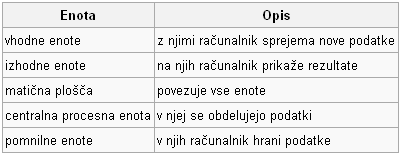 Enota Opis
vhodne enote z njimi računalnik sprejema nove podatke
izhodne enote na njih računalnik prikaže rezultate
matična plošča povezuje vse enote
centralna procesna enota v njej se obdelujejo podatki
pomnilne enote v njih računalnik hrani podatke